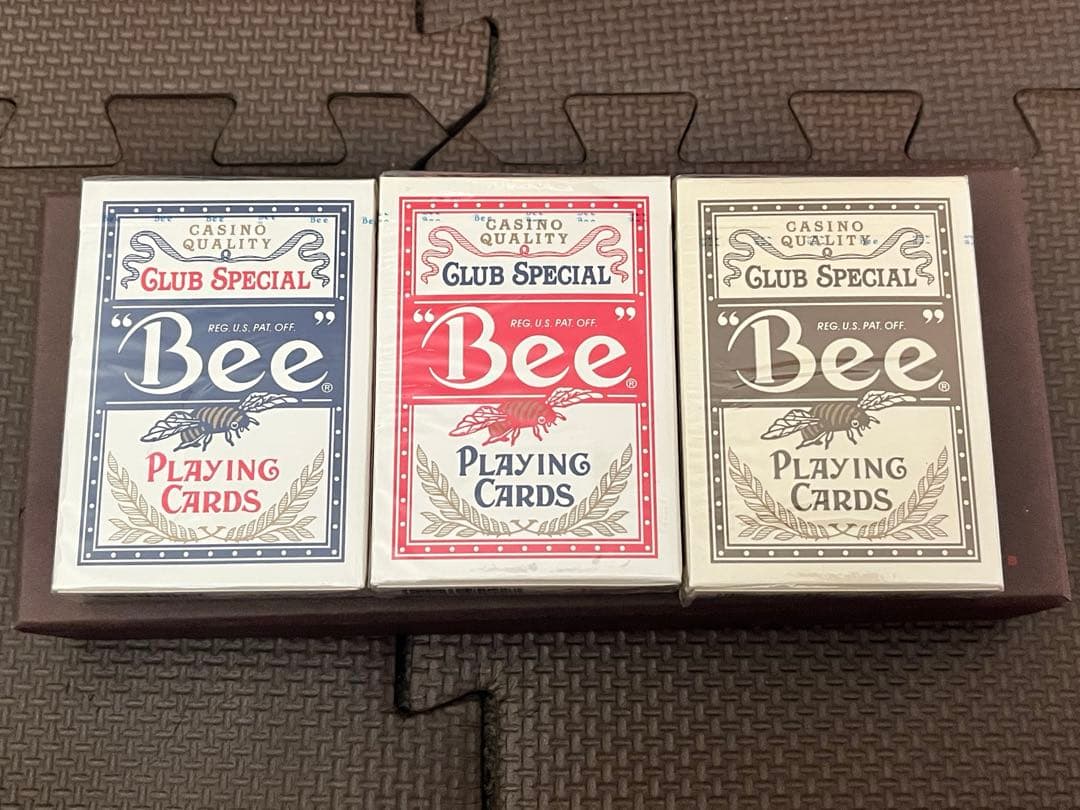 CASINO
QUALITY
CLUB SPECIAL
REG. U.S. PAT. OFF.
“Bee”®
PLAYING
CARDS
CASINO
QUALITY
CLUB SPECIAL
REG. U.S. PAT. OFF.
“Bee”®
PLAYING
CARDS
CASINO
QUALITY
CLUB SPECIAL
REG. U.S. PAT. OFF.
“Bee”®
PLAYING
CARDS